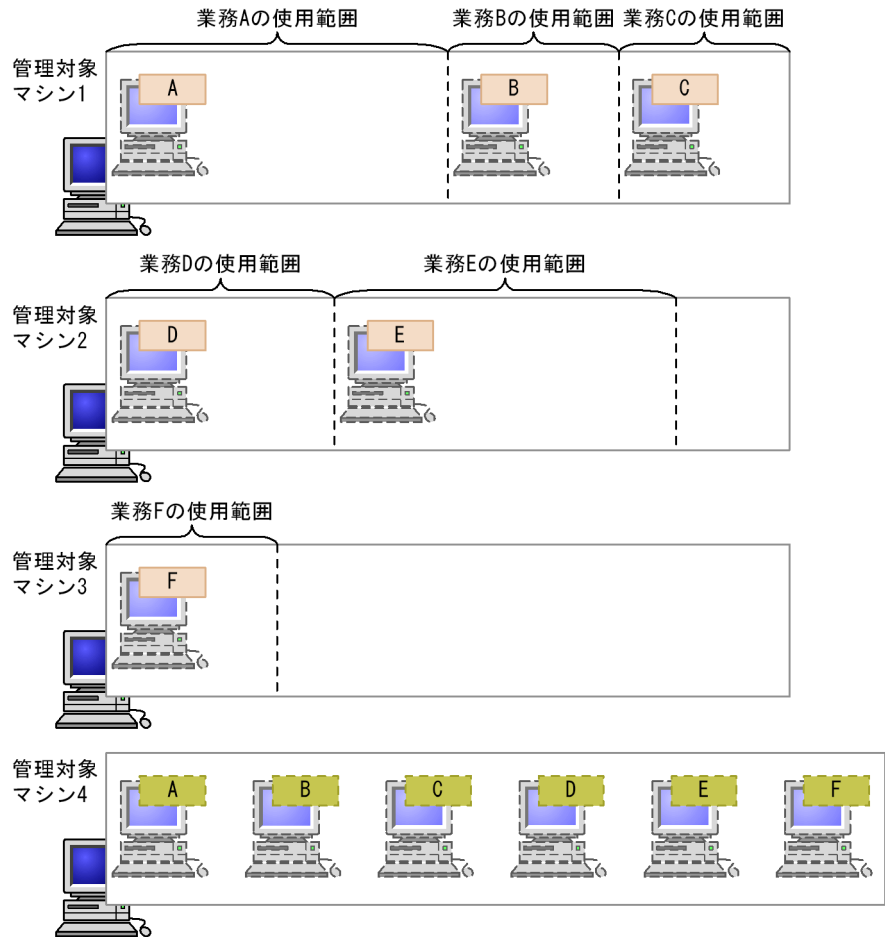 業務Aの使用範囲 業務Bの使用範囲 業務Cの使用範囲
管理対象
マシン1
A B C
業務Dの使用範囲 業務Eの使用範囲
管理対象
マシン2
D E
業務Fの使用範囲
管理対象
マシン3
F
管理対象
マシン4
A B C D E F